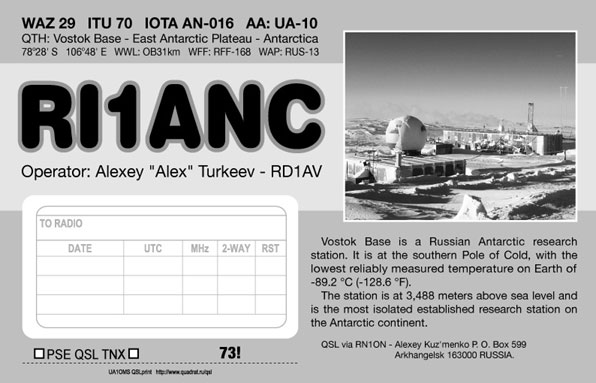 WAZ 29 ITU 70 IOTA AN-016 AA: UA-10
QTH: Vostok Base - East Antarctic Plateau - Antarctica
78°28' S 106°48' E WWL: OB31km WFF: RFF-168 WAP: RUS-13
RI1ANC
Operator: Alexey "Alex" Turkeev - RD1AV
TO RADIO
DATE UTC MHz 2-WAY RST
PSE QSL TNX 73!
UA1OMS QSLprint http://www.quadrat.ru/qsl
Vostok Base is a Russian Antarctic research
station. It is at the southern Pole of Cold, with the
lowest reliably measured temperature on Earth of
-89.2 °C (-128.6 °F).
The station is at 3,488 meters above sea level and
is the most isolated established research station on
the Antarctic continent.
QSL via RN1ON - Alexey Kuz'menko P. O. Box 599
Arkhangelsk 163000 RUSSIA.